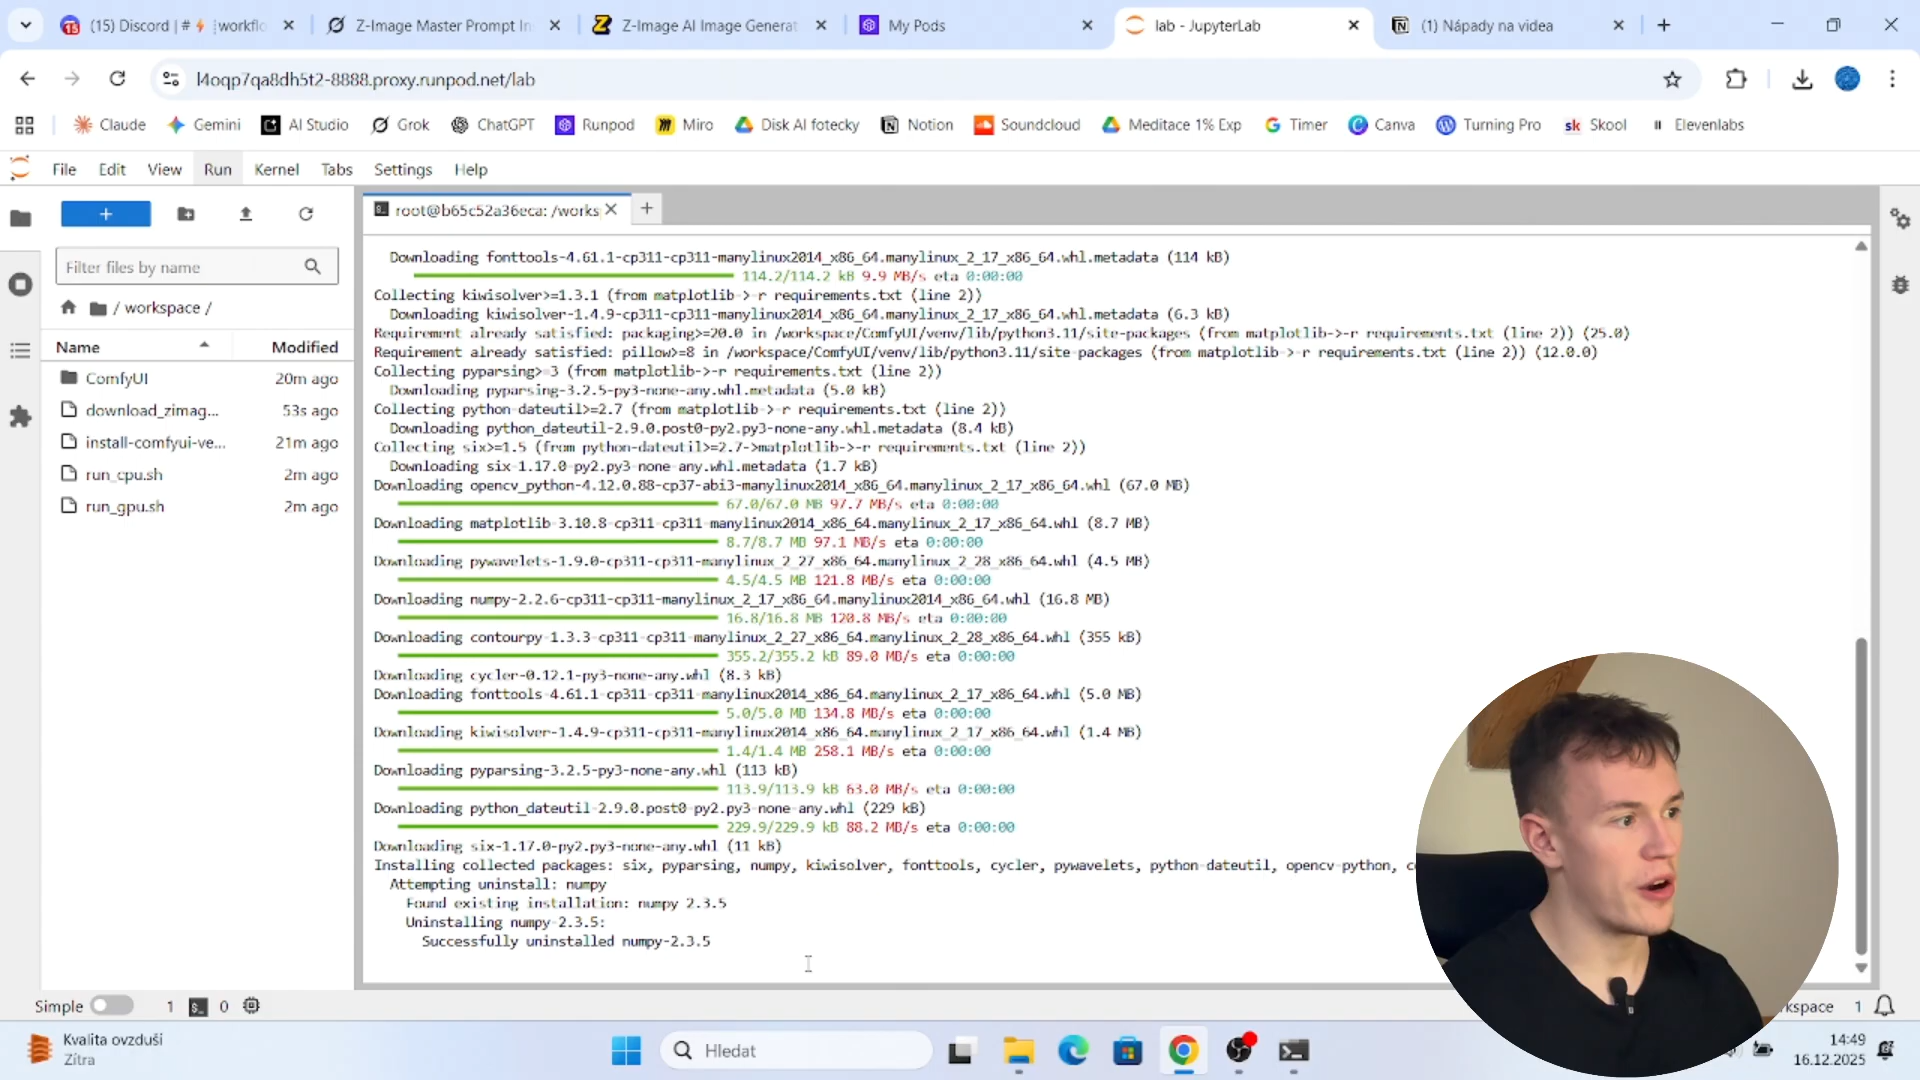 (15) Discord | # ⚡ ¦workflo
Z-Image Master Prompt In
Z-Image AI Image Generat
My Pods
lab - JupyterLab
(1) Nápady na videa
l4oqp7qa8dh5t2-8888.proxy.runpod.net/lab
Claude
Gemini
AI Studio
Grok
ChatGPT
Runpod
Miro
Disk AI fotecky
Notion
Soundcloud
Meditace 1% Exp
Timer
Canva
Turning Pro
Skool
Elevenlabs
File Edit View Run Kernel Tabs Settings Help
root@b65c52a36eca: /works
Filter files by name
/ workspace /
Name Modified
ComfyUI 20m ago
download_zimag... 53s ago
install-comfyui-ve... 21m ago
run_cpu.sh 2m ago
run_gpu.sh 2m ago
Downloading fonttools-4.61.1-cp311-cp311-manylinux2014_x86_64.manylinux_2_17_x86_64.whl.metadata (114 kB)
114.2/114.2 kB 9.9 MB/s eta 0:00:00
Collecting kiwisolver>=1.3.1 (from matplotlib->-r requirements.txt (line 2))
Downloading kiwisolver-1.4.9-cp311-cp311-manylinux2014_x86_64.manylinux_2_17_x86_64.whl.metadata (6.3 kB)
Requirement already satisfied: packaging>=20.0 in /workspace/ComfyUI/venv/lib/python3.11/site-packages (from matplotlib->-r requirements.txt (line 2)) (25.0)
Requirement already satisfied: pillow>=8 in /workspace/ComfyUI/venv/lib/python3.11/site-packages (from matplotlib->-r requirements.txt (line 2)) (12.0.0)
Collecting pyparsing>=3 (from matplotlib->-r requirements.txt (line 2))
Downloading pyparsing-3.2.5-py3-none-any.whl.metadata (5.0 kB)
Collecting python-dateutil>=2.7 (from matplotlib->-r requirements.txt (line 2))
Downloading python_dateutil-2.9.0.post0-py2.py3-none-any.whl.metadata (8.4 kB)
Collecting six>=1.5 (from python-dateutil>=2.7->matplotlib->-r requirements.txt (line 2))
Downloading six-1.17.0-py2.py3-none-any.whl.metadata (1.7 kB)
Downloading opencv_python-4.12.0.88-cp37-abi3-manylinux2014_x86_64.manylinux_2_17_x86_64.whl (67.0 MB)
67.0/67.0 MB 97.7 MB/s eta 0:00:00
Downloading matplotlib-3.10.8-cp311-cp311-manylinux2014_x86_64.manylinux_2_17_x86_64.whl (8.7 MB)
8.7/8.7 MB 97.1 MB/s eta 0:00:00
Downloading pywavelets-1.9.0-cp311-cp311-manylinux_2_27_x86_64.manylinux_2_28_x86_64.whl (4.5 MB)
4.5/4.5 MB 121.8 MB/s eta 0:00:00
Downloading numpy-2.2.6-cp311-cp311-manylinux_2_17_x86_64.manylinux2014_x86_64.whl (16.8 MB)
16.8/16.8 MB 120.8 MB/s eta 0:00:00
Downloading contourpy-1.3.3-cp311-cp311-manylinux_2_27_x86_64.manylinux_2_28_x86_64.whl (355 kB)
355.2/355.2 kB 89.0 MB/s eta 0:00:00
Downloading cycler-0.12.1-py3-none-any.whl (8.3 kB)
Downloading fonttools-4.61.1-cp311-cp311-manylinux2014_x86_64.manylinux_2_17_x86_64.whl (5.0 MB)
5.0/5.0 MB 134.8 MB/s eta 0:00:00
Downloading kiwisolver-1.4.9-cp311-cp311-manylinux2014_x86_64.manylinux_2_17_x86_64.whl (1.4 MB)
1.4/1.4 MB 258.1 MB/s eta 0:00:00
Downloading pyparsing-3.2.5-py3-none-any.whl (113 kB)
113.9/113.9 kB 63.0 MB/s eta 0:00:00
Downloading python_dateutil-2.9.0.post0-py2.py3-none-any.whl (229 kB)
229.9/229.9 kB 88.2 MB/s eta 0:00:00
Downloading six-1.17.0-py2.py3-none-any.whl (11 kB)
Installing collected packages: six, pyparsing, numpy, kiwisolver, fonttools, cycler, pywavelets, python-dateutil, opencv-python, c
Attempting uninstall: numpy
Found existing installation: numpy 2.3.5
Uninstalling numpy-2.3.5:
Successfully uninstalled numpy-2.3.5
Simple 1 0
kspace 1
Kvalita ovzduší
Zítra
Hledat
14:49
16.12.2025